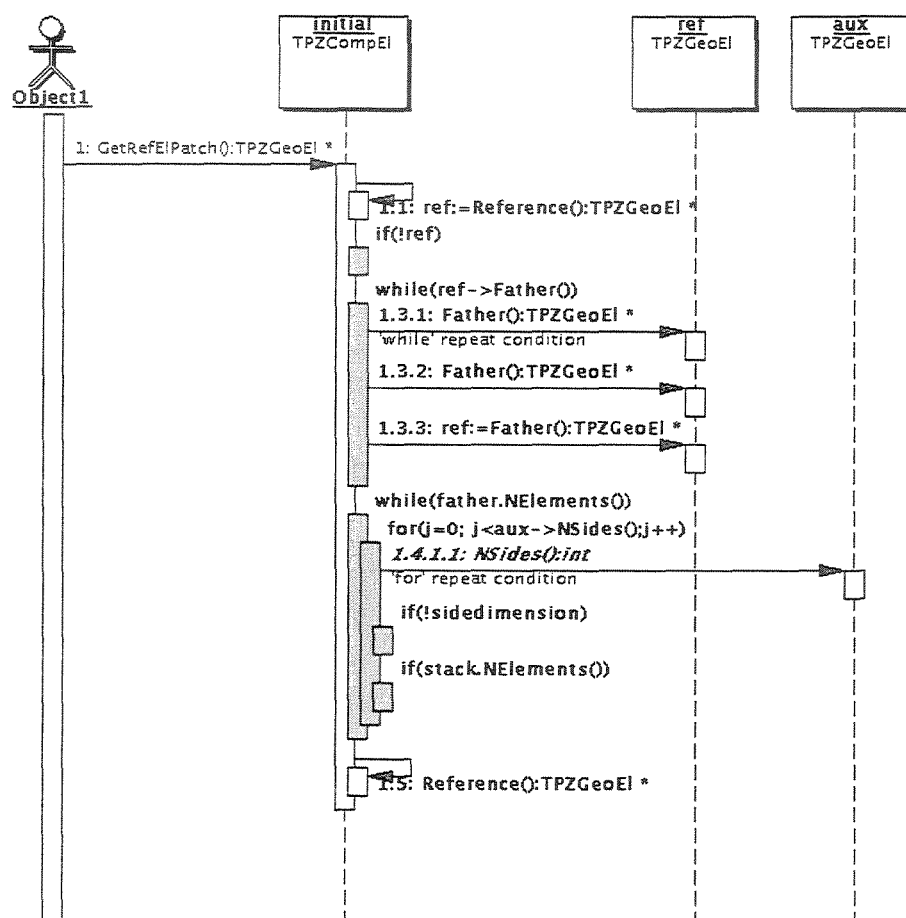 initial
TPZCompEl
ref
TPZGeoEl
aux
TPZGeoEl
Object1
1: GetRefElPatch():TPZGeoEl *
1.1: ref:=Reference():TPZGeoEl *
if(!ref)
while(ref->Father())
1.3.1: Father():TPZGeoEl *
'while' repeat condition
1.3.2: Father():TPZGeoEl *
1.3.3: ref:=Father():TPZGeoEl *
while(father.NElements())
for(j=0; j<aux->NSides();j++)
1.4.1.1: NSides():int
'for' repeat condition
if(!sidedimension)
if(stack.NElements())
1.5: Reference():TPZGeoEl *